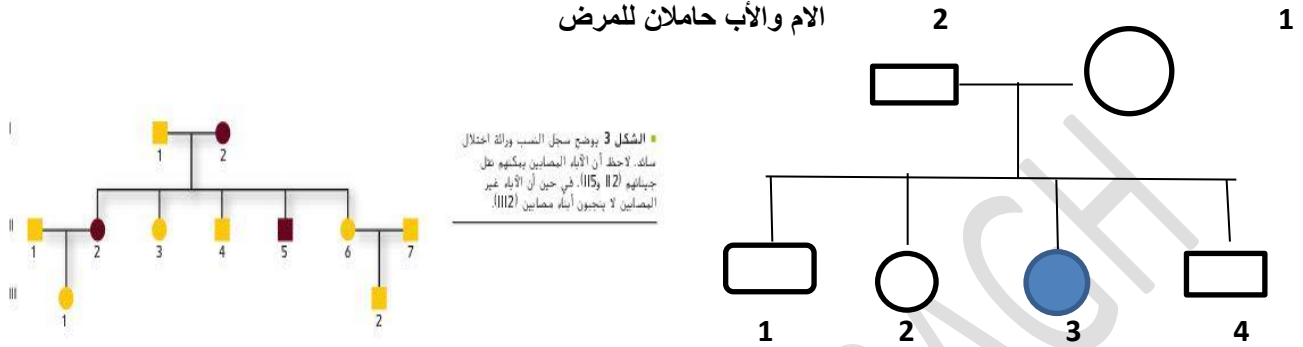 الام والأب حاملان للمرض
2
1
I
1
2
■ الشكل 3 يوضح سجل النسب وراثة اختلال
سائد. لاحظ أن الآباء المصابين يمكنهم نقل
جيناتهم (II2 وII5). في حين أن الآباء غير
المصابين لا ينجبون أبناء مصابين (III2).
II
1
2
3
4
5
6
7
III
1
2
1
2
3
4